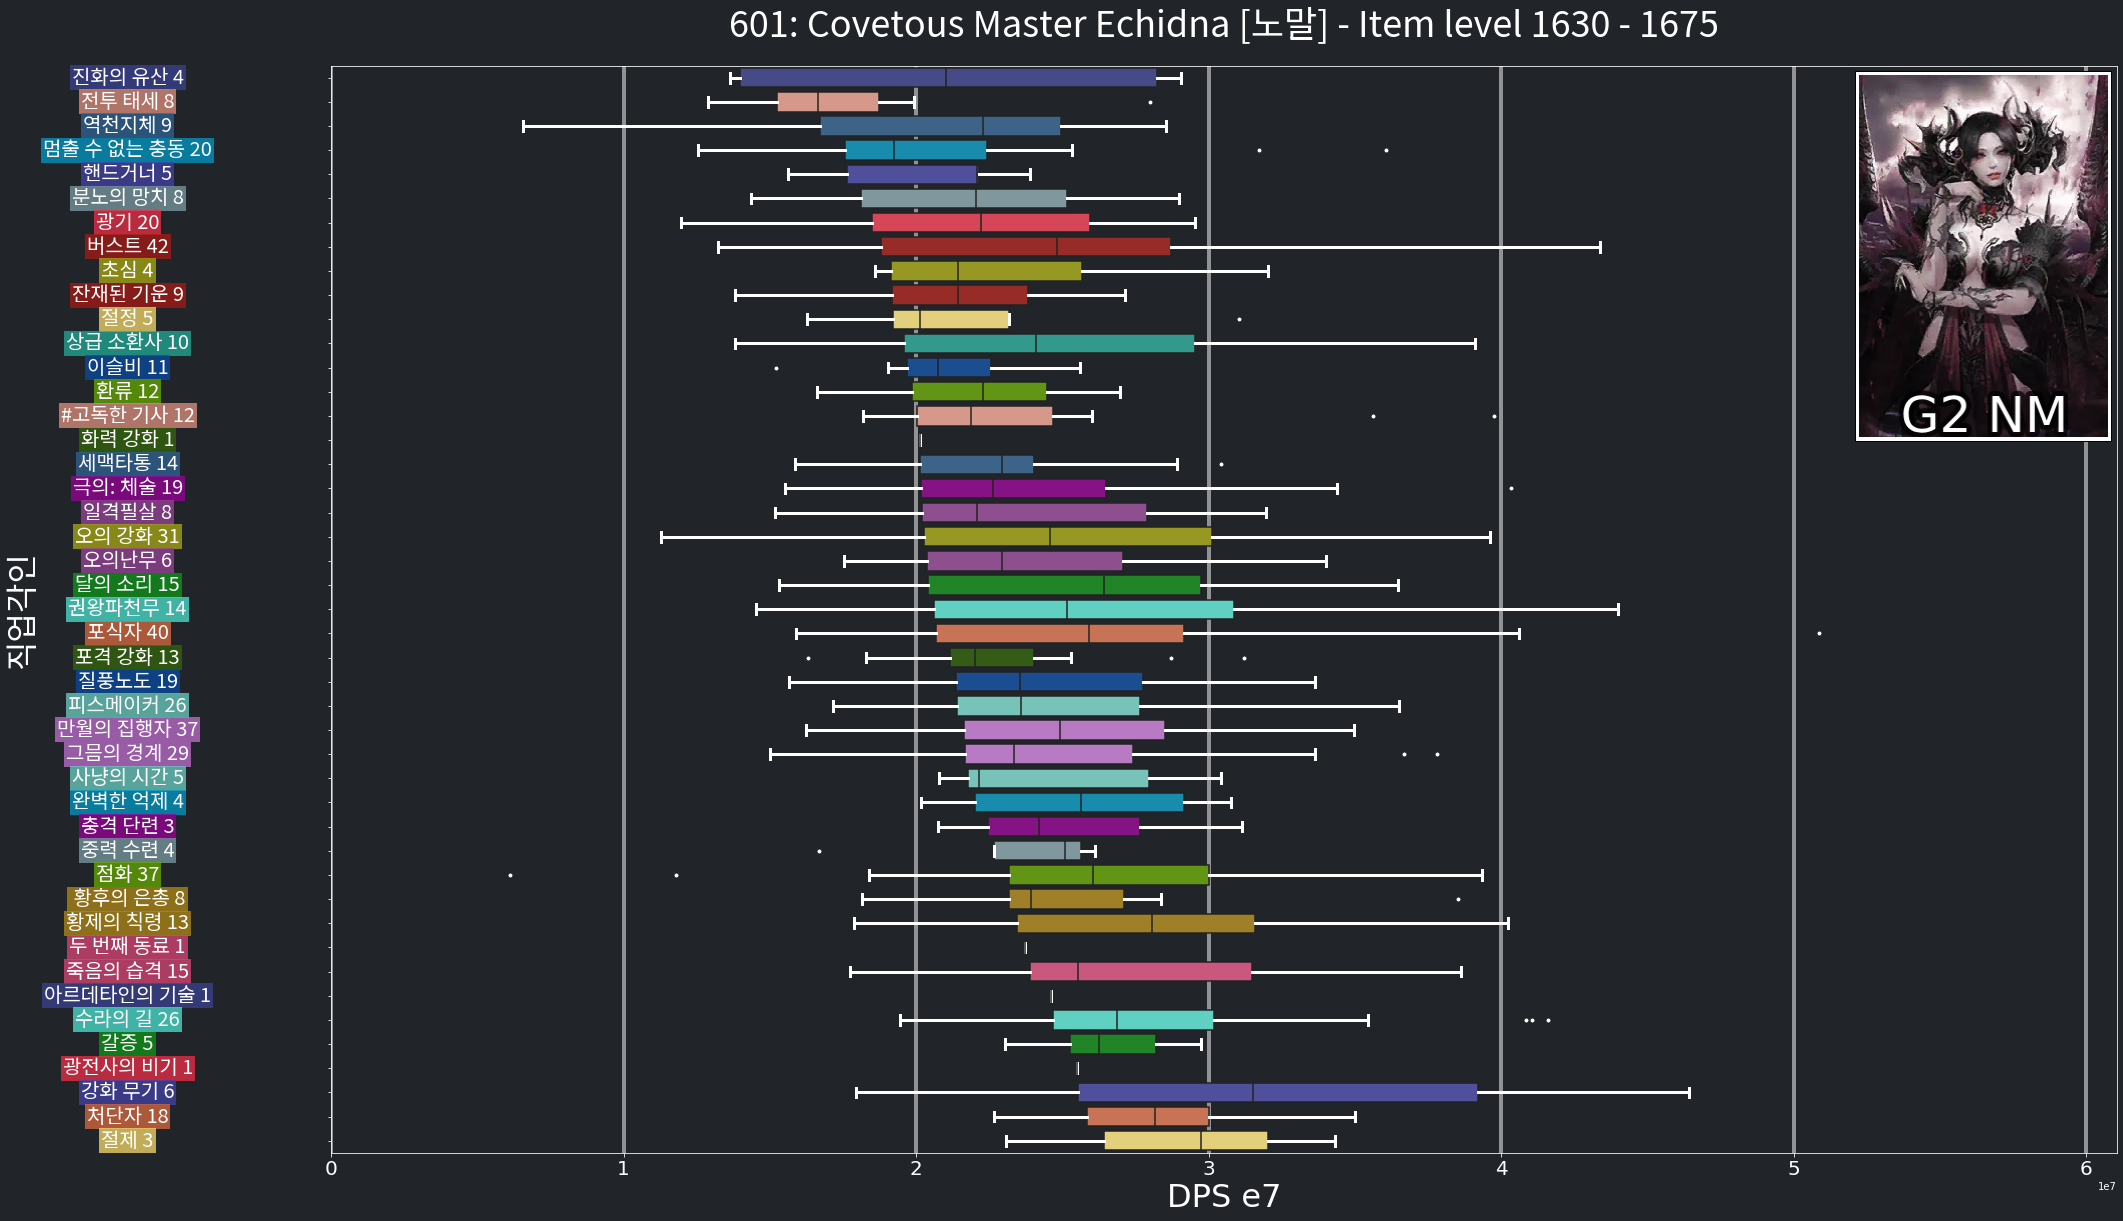 601: Covetous Master Echidna [노말] - Item level 1630 - 1675
진화의 유산 4
전투 태세 8
역천지체 9
멈출 수 없는 충동 20
핸드거너 5
분노의 망치 8
광기 20
버스트 42
초심 4
잔재된 기운 9
절정 5
상급 소환사 10
이슬비 11
환류 12
#고독한 기사 12
화력 강화 1
세맥타통 14
극의: 체술 19
일격필살 8
오의 강화 31
오의난무 6
달의 소리 15
권왕파천무 14
포식자 40
포격 강화 13
질풍노도 19
피스메이커 26
만월의 집행자 37
그믐의 경계 29
사냥의 시간 5
완벽한 억제 4
충격 단련 3
중력 수련 4
점화 37
황후의 은총 8
황제의 칙령 13
두 번째 동료 1
죽음의 습격 15
아르데타인의 기술 1
수라의 길 26
갈증 5
광전사의 비기 1
강화 무기 6
처단자 18
절제 3
직업각인
G2 NM
0 1 2 3 4 5 6
1e7
DPS e7